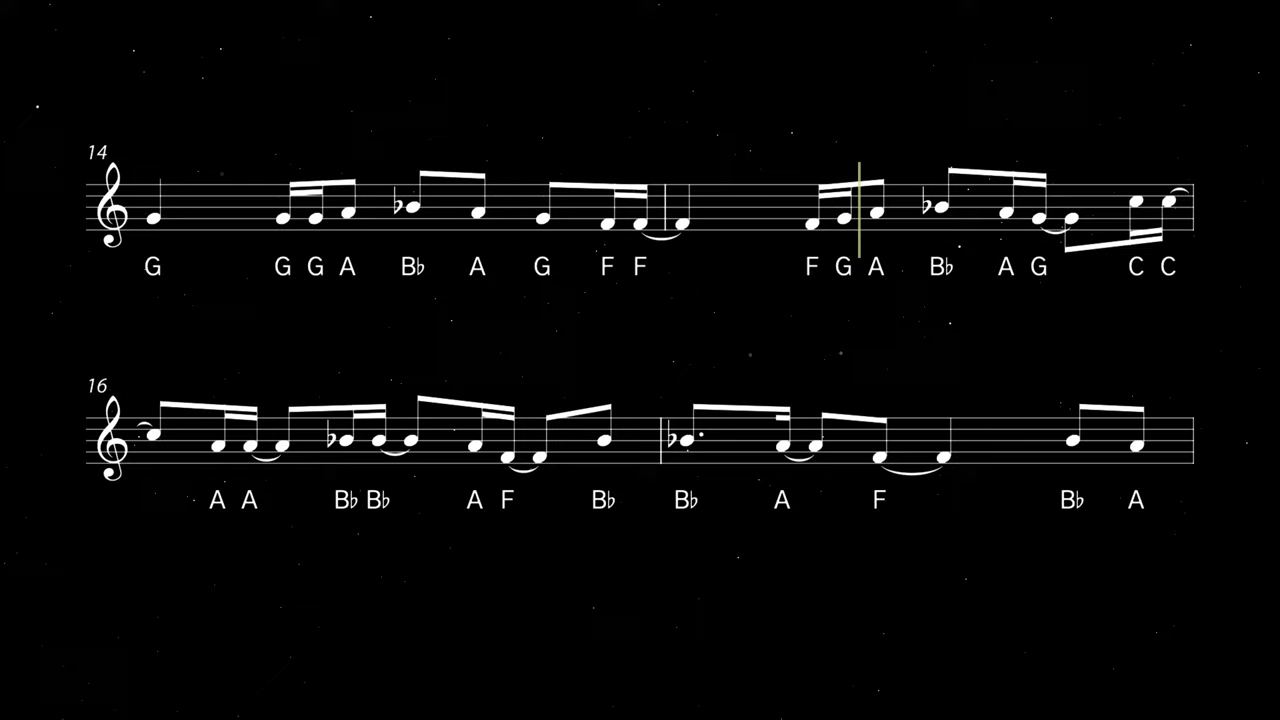 14
G G G A B♭ A G F F F G A B♭ A G C C
16
A A B♭ B♭ A F B♭ B♭ A F B♭ A